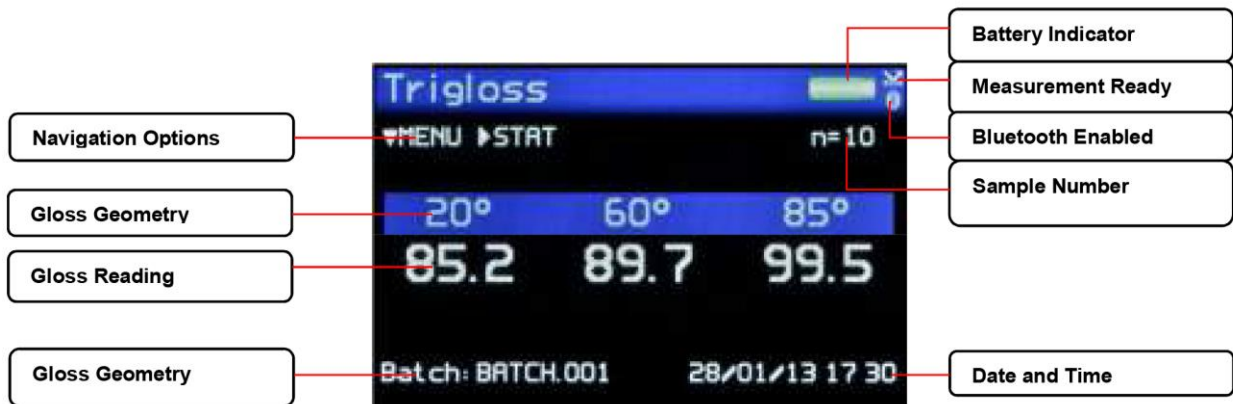 Battery Indicator
Trigloss
Measurement Ready
Navigation Options
▼MENU ▶STAT
n=10
Bluetooth Enabled
Sample Number
Gloss Geometry
20° 60° 85°
Gloss Reading
85.2 89.7 99.5
Gloss Geometry
Batch: BATCH.001
28/01/13 17 30
Date and Time